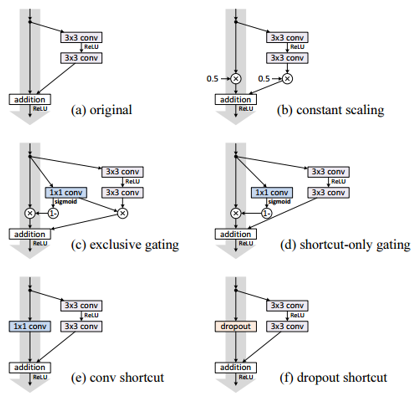 3x3 conv
ReLU
3x3 conv
addition
ReLU
(a) original
3x3 conv
ReLU
3x3 conv
0.5
0.5
addition
ReLU
(b) constant scaling
3x3 conv
ReLU
1x1 conv
3x3 conv
sigmoid
1-
addition
ReLU
(c) exclusive gating
3x3 conv
ReLU
1x1 conv
3x3 conv
sigmoid
1-
addition
ReLU
(d) shortcut-only gating
3x3 conv
ReLU
1x1 conv
3x3 conv
addition
ReLU
(e) conv shortcut
3x3 conv
ReLU
dropout
3x3 conv
addition
ReLU
(f) dropout shortcut